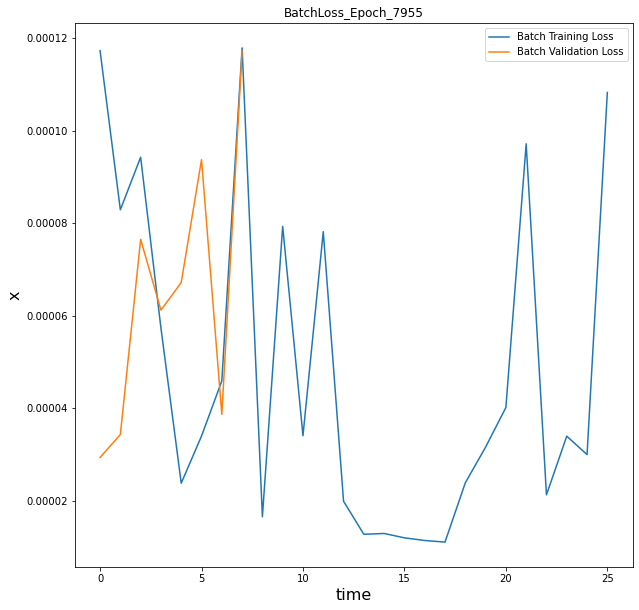 BatchLoss_Epoch_7955
Batch Training Loss
Batch Validation Loss
0.00012
0.00010
0.00008
0.00006
0.00004
0.00002
x
0 5 10 15 20 25
time